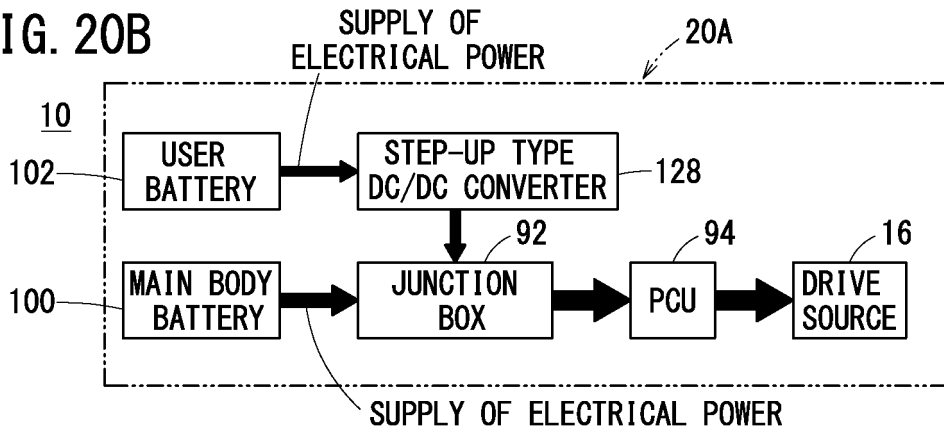 IG. 20B
SUPPLY OF
ELECTRICAL POWER
20A
10
102
USER
BATTERY
STEP-UP TYPE
DC/DC CONVERTER
128
92
94
16
100
MAIN BODY
BATTERY
JUNCTION
BOX
PCU
DRIVE
SOURCE
SUPPLY OF ELECTRICAL POWER